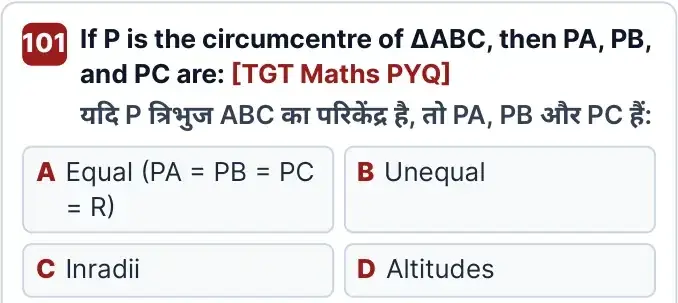 101 If P is the circumcentre of ΔABC, then PA, PB,
and PC are: [TGT Maths PYQ]
यदि P त्रिभुज ABC का परिकेंद्र है, तो PA, PB और PC हैं:
A Equal (PA = PB = PC
= R)
B Unequal
C Inradii
D Altitudes